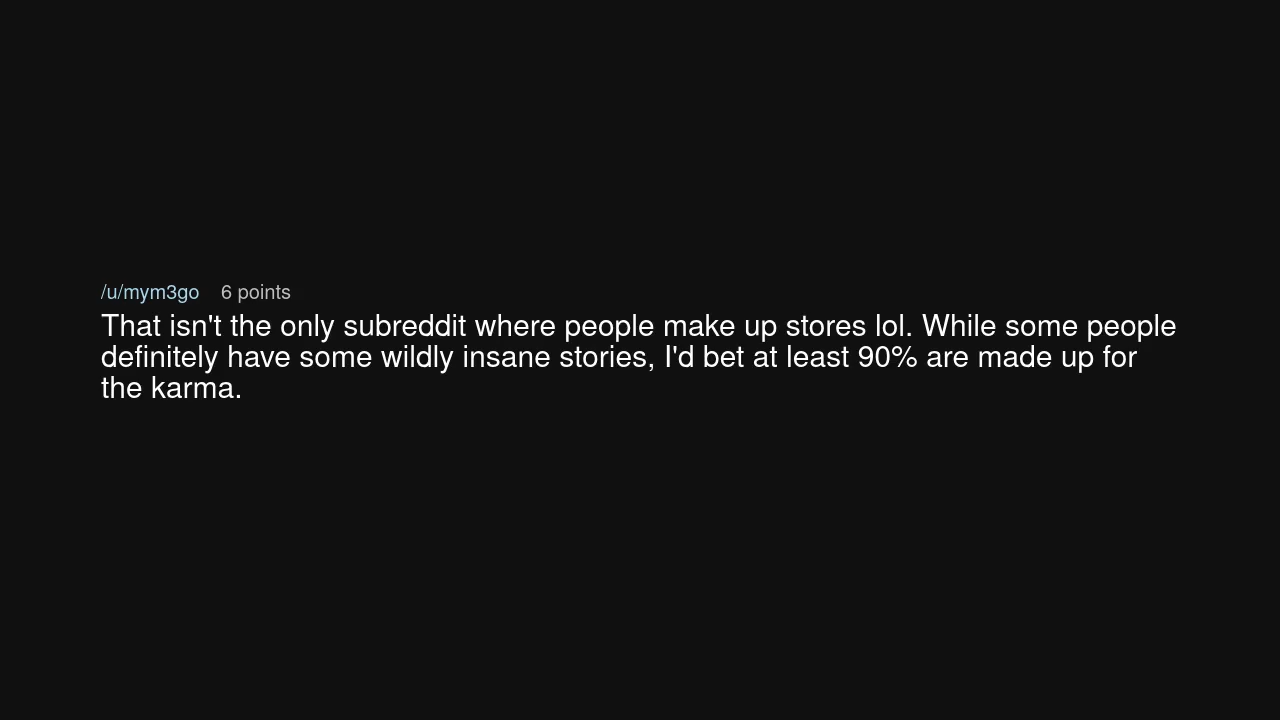 /u/mym3go 6 points
That isn't the only subreddit where people make up stores lol. While some people
definitely have some wildly insane stories, I'd bet at least 90% are made up for
the karma.